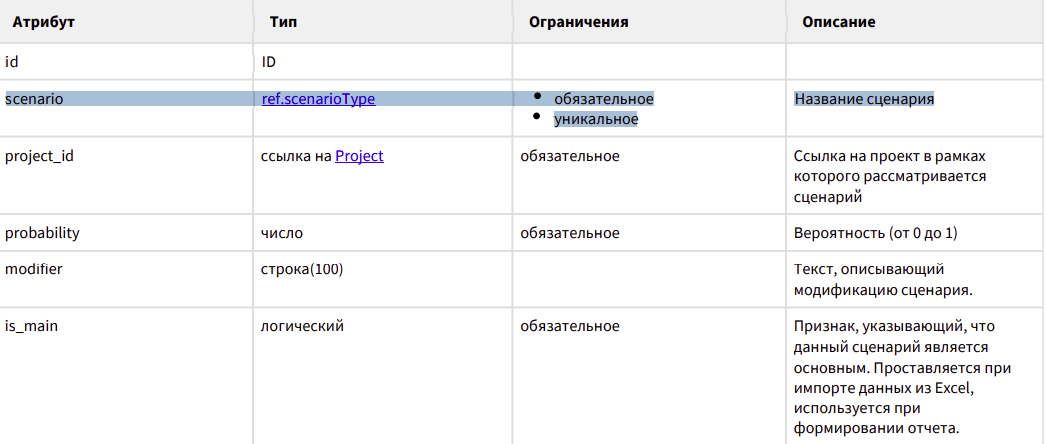 Атрибут Тип Ограничения Описание
id ID
scenario ref.scenarioType • обязательное Название сценария
• уникальное
project_id ссылка на Project обязательное Ссылка на проект в рамках
которого рассматривается
сценарий
probability число обязательное Вероятность (от 0 до 1)
modifier строка(100) Текст, описывающий
модификацию сценария.
is_main логический обязательное Признак, указывающий, что
данный сценарий является
основным. Проставляется при
импорте данных из Excel,
используется при
формировании отчета.